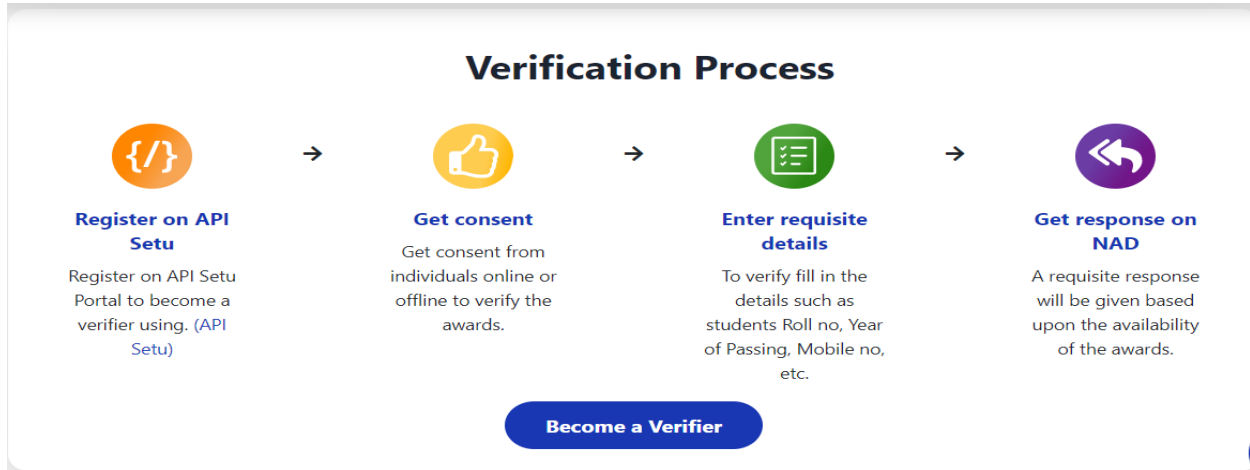 Verification Process
{/}
→
→
→
Register on API
Setu
Register on API Setu
Portal to become a
verifier using. (API
Setu)
Get consent
Get consent from
individuals online or
offline to verify the
awards.
Enter requisite
details
To verify fill in the
details such as
students Roll no, Year
of Passing, Mobile no,
etc.
Get response on
NAD
A requisite response
will be given based
upon the availability
of the awards.
Become a Verifier